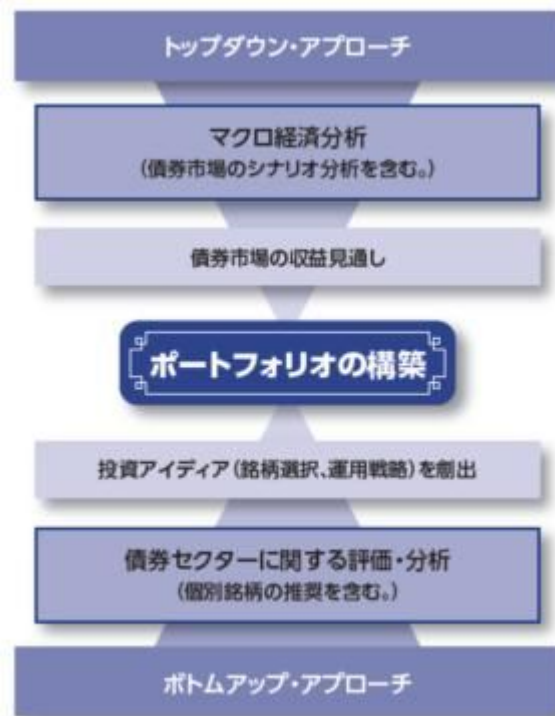 トップダウン・アプローチ
マクロ経済分析
(債券市場のシナリオ分析を含む。)
債券市場の収益見通し
ポートフォリオの構築
投資アイディア(銘柄選択、運用戦略)を創出
債券セクターに関する評価・分析
(個別銘柄の推奨を含む。)
ボトムアップ・アプローチ